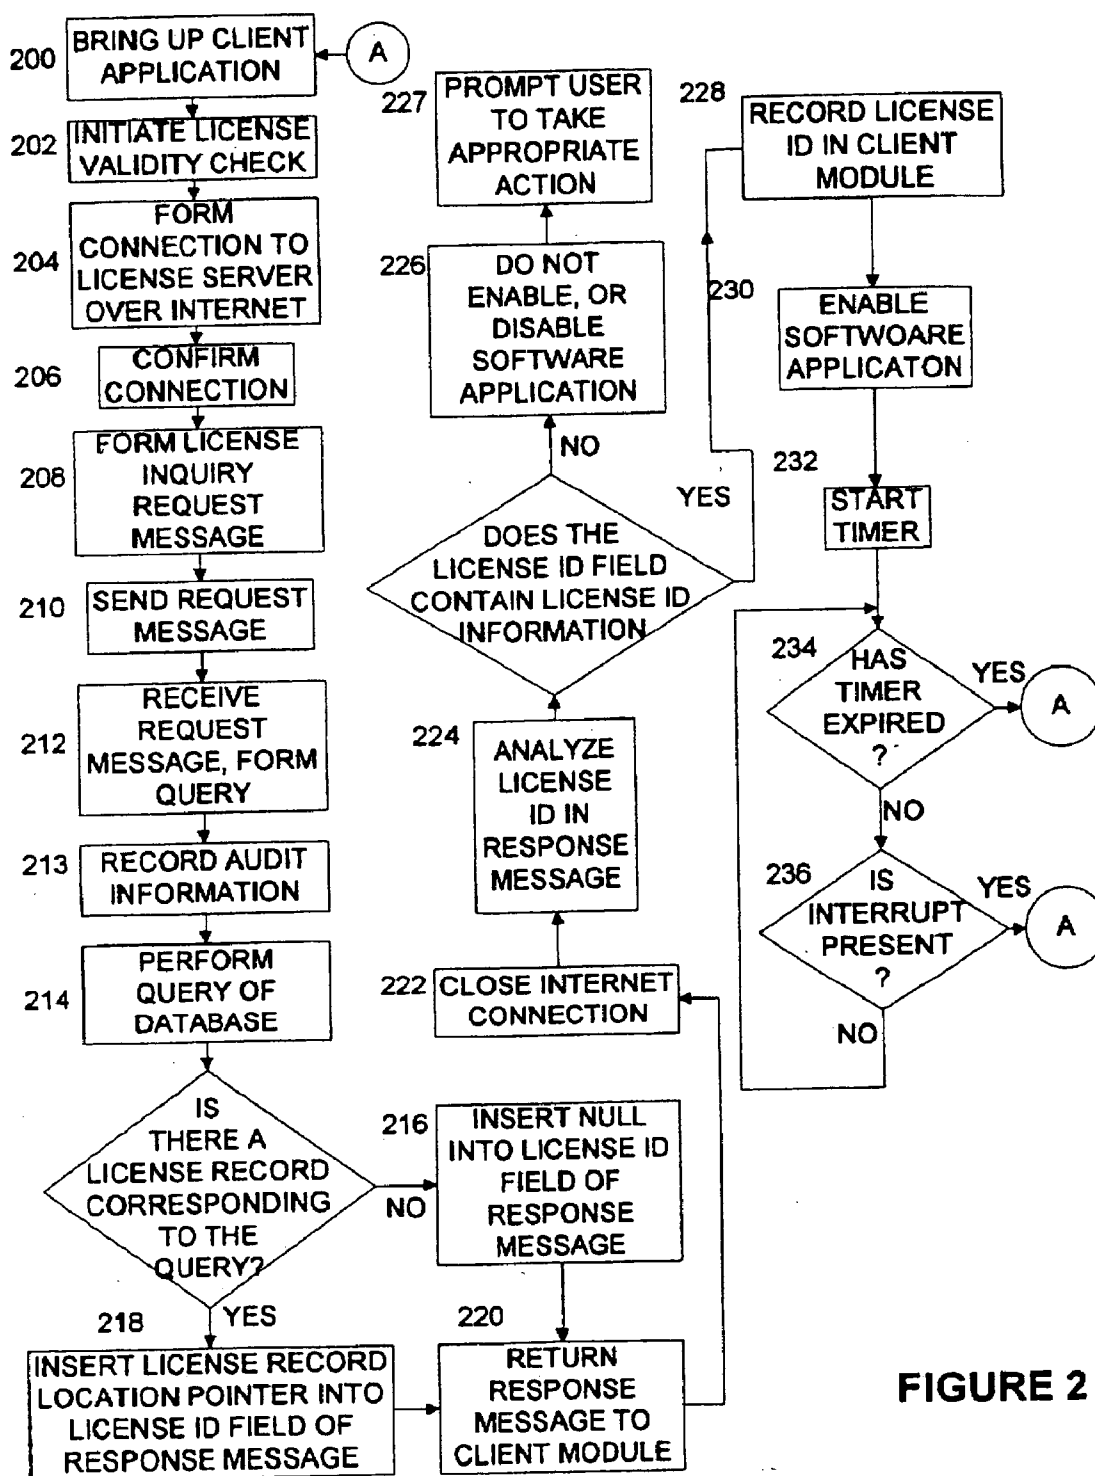 200
BRING UP CLIENT
APPLICATION
A
202
INITIATE LICENSE
VALIDITY CHECK
204
FORM
CONNECTION TO
LICENSE SERVER
OVER INTERNET
206
CONFIRM
CONNECTION
208
FORM LICENSE
INQUIRY
REQUEST
MESSAGE
210
SEND REQUEST
MESSAGE
212
RECEIVE
REQUEST
MESSAGE, FORM
QUERY
213
RECORD AUDIT
INFORMATION
214
PERFORM
QUERY OF
DATABASE
IS
THERE A
LICENSE RECORD
CORRESPONDING
TO THE
QUERY?
NO
YES
216
INSERT NULL
INTO LICENSE ID
FIELD OF
RESPONSE
MESSAGE
218
INSERT LICENSE RECORD
LOCATION POINTER INTO
LICENSE ID FIELD OF
RESPONSE MESSAGE
220
RETURN
RESPONSE
MESSAGE TO
CLIENT MODULE
222
CLOSE INTERNET
CONNECTION
224
ANALYZE
LICENSE
ID IN
RESPONSE
MESSAGE
DOES THE
LICENSE ID FIELD
CONTAIN LICENSE ID
INFORMATION
NO
YES
226
DO NOT
ENABLE, OR
DISABLE
SOFTWARE
APPLICATION
227
PROMPT USER
TO TAKE
APPROPRIATE
ACTION
228
RECORD LICENSE
ID IN CLIENT
MODULE
230
ENABLE
SOFTWOARE
APPLICATON
232
START
TIMER
234
HAS
TIMER
EXPIRED
?
YES
A
NO
236
IS
INTERRUPT
PRESENT
?
YES
A
NO
FIGURE 2